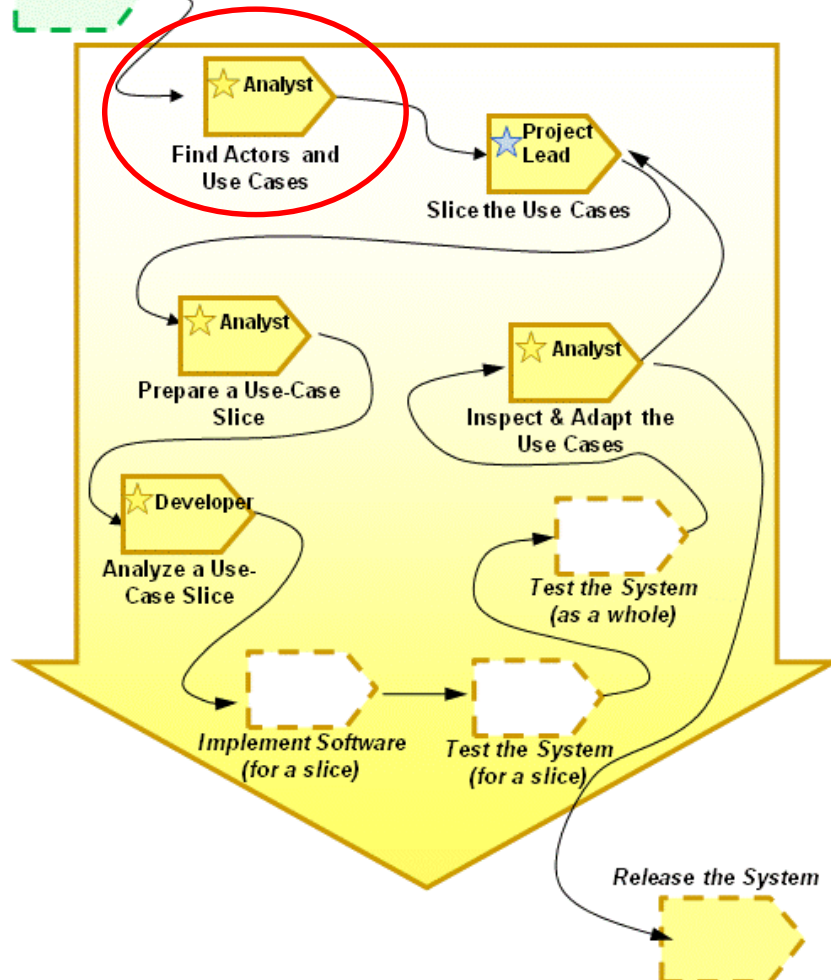 Analyst
Find Actors and
Use Cases
Project
Lead
Slice the Use Cases
Analyst
Prepare a Use-Case
Slice
Analyst
Inspect & Adapt the
Use Cases
Developer
Analyze a Use-
Case Slice
Test the System
(as a whole)
Implement Software
(for a slice)
Test the System
(for a slice)
Release the System